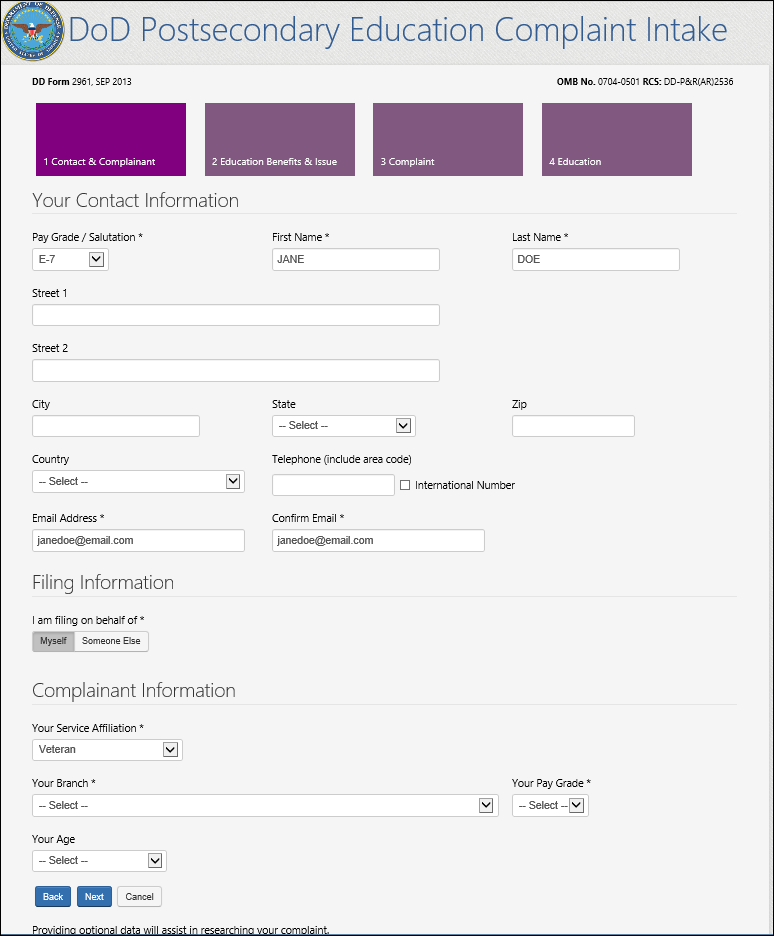 DoD Postsecondary Education Complaint Intake
DD Form 2961, SEP 2013 OMB No. 0704-0501 RCS: DD-P&R(AR)2536
1 Contact & Complainant 2 Education Benefits & Issue 3 Complaint 4 Education
Your Contact Information
Pay Grade / Salutation * First Name * Last Name *
E-7 JANE DOE
Street 1
Street 2
City State Zip
-- Select --
Country Telephone (include area code)
-- Select -- International Number
Email Address * Confirm Email *
janedoe@email.com janedoe@email.com
Filing Information
I am filing on behalf of *
Myself Someone Else
Complainant Information
Your Service Affiliation *
Veteran
Your Branch * Your Pay Grade *
-- Select -- -- Select --
Your Age
-- Select --
Back Next Cancel
Providing optional data will assist in researching your complaint.